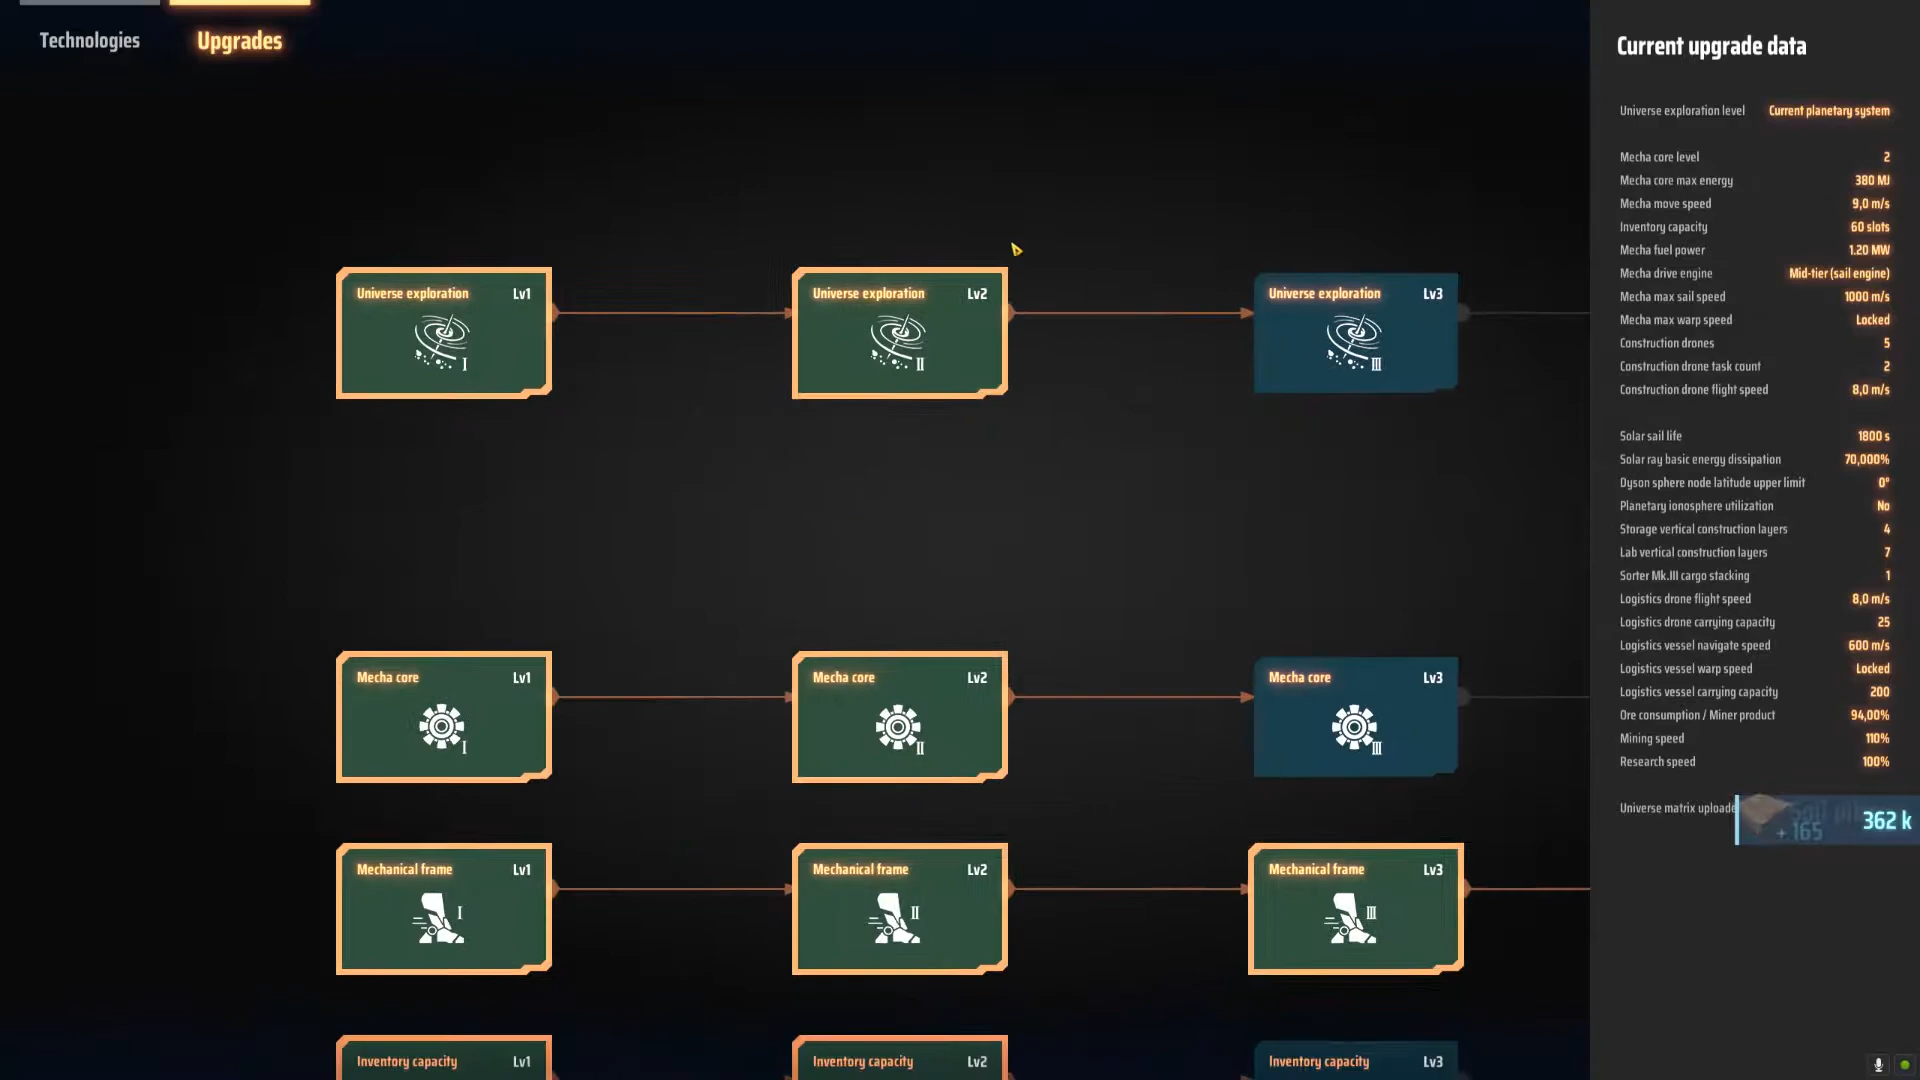 Technologies
Upgrades
Universe exploration Lv1
I
Universe exploration Lv2
II
Universe exploration Lv3
III
Mecha core Lv1
I
Mecha core Lv2
II
Mecha core Lv3
III
Mechanical frame Lv1
I
Mechanical frame Lv2
II
Mechanical frame Lv3
III
Inventory capacity Lv1
Inventory capacity Lv2
Inventory capacity Lv3
Current upgrade data
Universe exploration level Current planetary system
Mecha core level 2
Mecha core max energy 380 MJ
Mecha move speed 9,0 m/s
Inventory capacity 60 slots
Mecha fuel power 1.20 MW
Mecha drive engine Mid-tier (sail engine)
Mecha max sail speed 1000 m/s
Mecha max warp speed Locked
Construction drones 5
Construction drone task count 2
Construction drone flight speed 8,0 m/s
Solar sail life 1800 s
Solar ray basic energy dissipation 70,000%
Dyson sphere node latitude upper limit 0°
Planetary ionosphere utilization No
Storage vertical construction layers 4
Lab vertical construction layers 7
Sorter Mk.III cargo stacking 1
Logistics drone flight speed 8,0 m/s
Logistics drone carrying capacity 25
Logistics vessel navigate speed 600 m/s
Logistics vessel warp speed Locked
Logistics vessel carrying capacity 200
Ore consumption / Miner product 94,00%
Mining speed 110%
Research speed 100%
Universe matrix uploade
+ 165 362 k